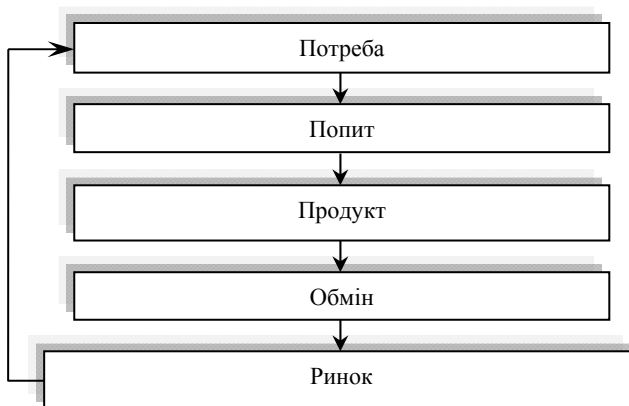 Потреба
Попит
Продукт
Обмін
Ринок